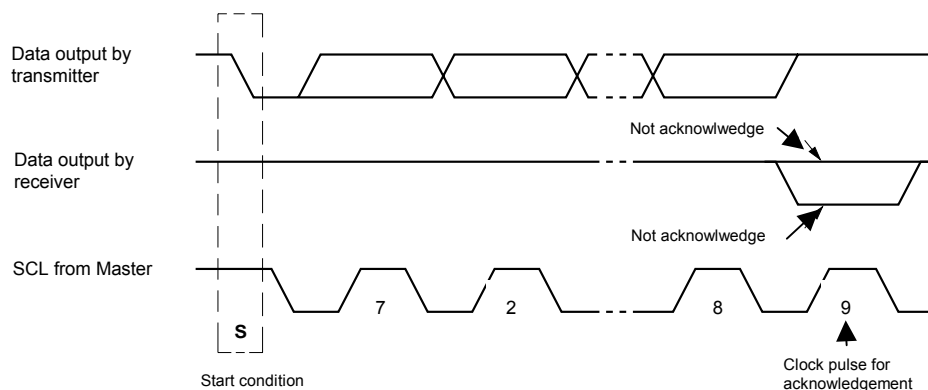 Data output by
transmitter
Not acknowlwedge
Data output by
receiver
Not acknowlwedge
SCL from Master
7
2
8
9
S
Start condition
Clock pulse for
acknowledgement